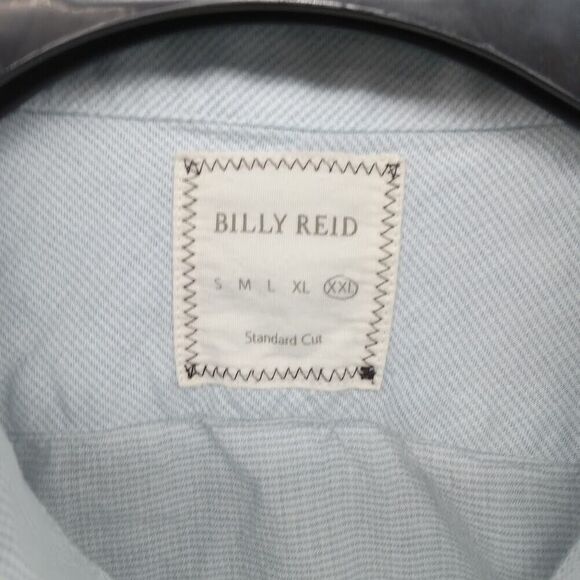 BILLY REID
S M L XL XXL
Standard Cut